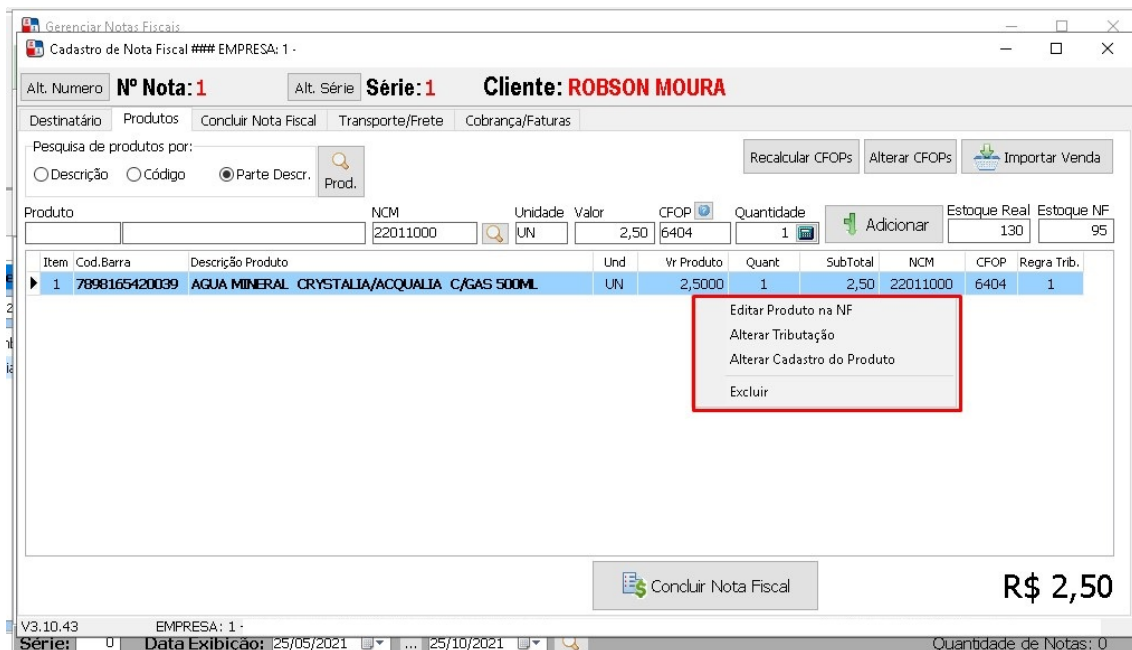 Gerenciar Notas Fiscais
Cadastro de Nota Fiscal ### EMPRESA: 1 -
Alt. Numero Nº Nota: 1 Alt. Série Série: 1 Cliente: ROBSON MOURA
Destinatário Produtos Concluir Nota Fiscal Transporte/Frete Cobrança/Faturas
Pesquisa de produtos por:
Descrição Código Parte Descr. Prod. Recalcular CFOPs Alterar CFOPs Importar Venda
Produto NCM Unidade Valor CFOP Quantidade Adicionar Estoque Real Estoque NF
22011000 UN 2,50 6404 1 130 95
Item Cod.Barra Descrição Produto Und Vr Produto Quant SubTotal NCM CFOP Regra Trib.
1 7898165420039 AGUA MINERAL CRYSTALIA/ACQUALIA C/GAS 500ML UN 2,5000 1 2,50 22011000 6404 1
Editar Produto na NF
Alterar Tributação
Alterar Cadastro do Produto
Excluir
Concluir Nota Fiscal R$ 2,50
V3.10.43 EMPRESA: 1 -
Série: 0 Data Exibição: 25/05/2021 ... 25/10/2021 Quantidade de Notas: 0